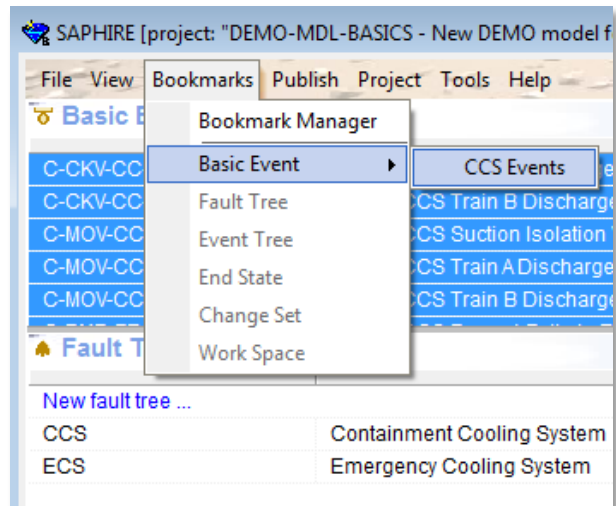 SAPHIRE [project: "DEMO-MDL-BASICS - New DEMO model f
File View Bookmarks Publish Project Tools Help
Basic E
Bookmark Manager
Basic Event
CCS Events
Fault Tree
Event Tree
End State
Change Set
Work Space
C-CKV-CC
C-CKV-CC CCS Train B Discharge
C-MOV-CC CCS Suction Isolation
C-MOV-CC CCS Train A Discharge
C-MOV-CC CCS Train B Discharg
Fault T
New fault tree ...
CCS Containment Cooling System
ECS Emergency Cooling System